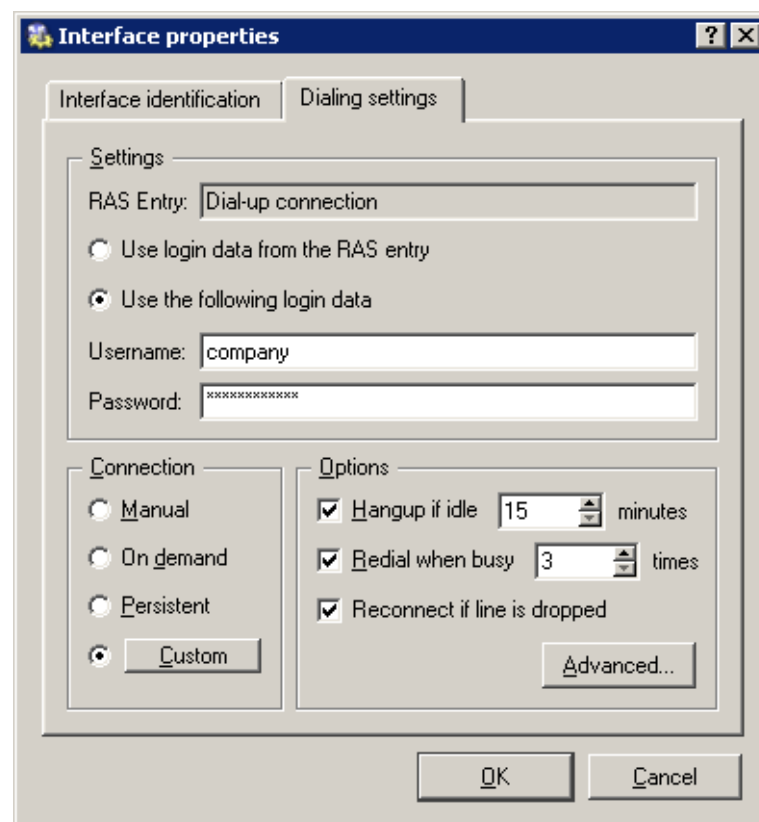 Interface properties
Interface identification
Dialing settings
Settings
RAS Entry: Dial-up connection
Use login data from the RAS entry
Use the following login data
Username: company
Password: ************
Connection
Manual
On demand
Persistent
Custom
Options
Hangup if idle 15 minutes
Redial when busy 3 times
Reconnect if line is dropped
Advanced...
OK
Cancel